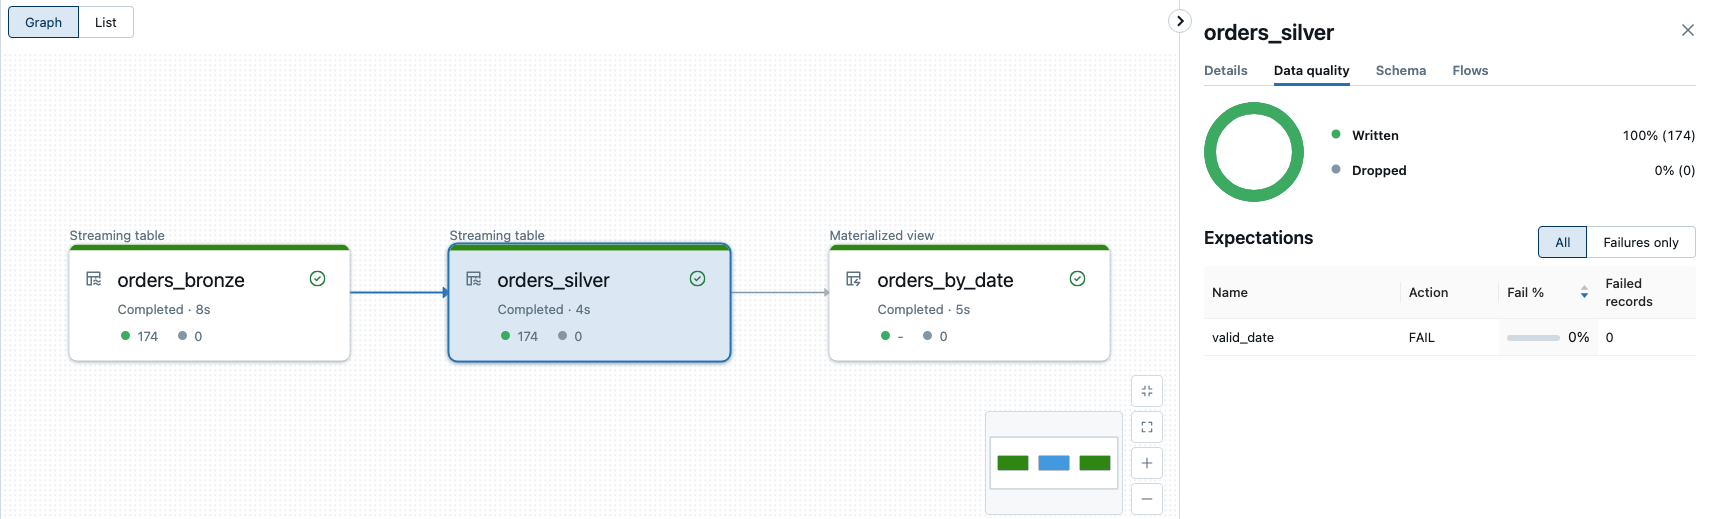 Graph List
Streaming table
orders_bronze
Completed · 8s
174 0
Streaming table
orders_silver
Completed · 4s
174 0
Materialized view
orders_by_date
Completed · 5s
- 0
orders_silver
Details Data quality Schema Flows
Written 100% (174)
Dropped 0% (0)
Expectations All Failures only
Name Action Fail % Failed records
valid_date FAIL 0% 0